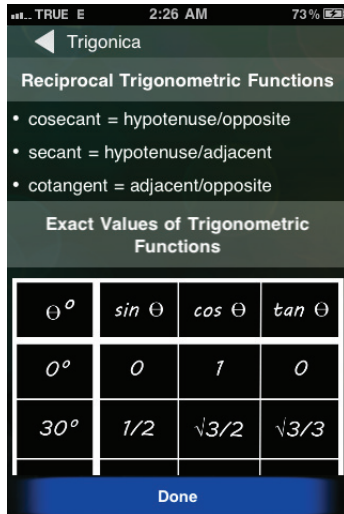 TRUE E 2:26 AM 73%
Trigonica
Reciprocal Trigonometric Functions
• cosecant = hypotenuse/opposite
• secant = hypotenuse/adjacent
• cotangent = adjacent/opposite
Exact Values of Trigonometric
Functions
θ° sin θ cos θ tan θ
0° 0 1 0
30° 1/2 √3/2 √3/3
Done